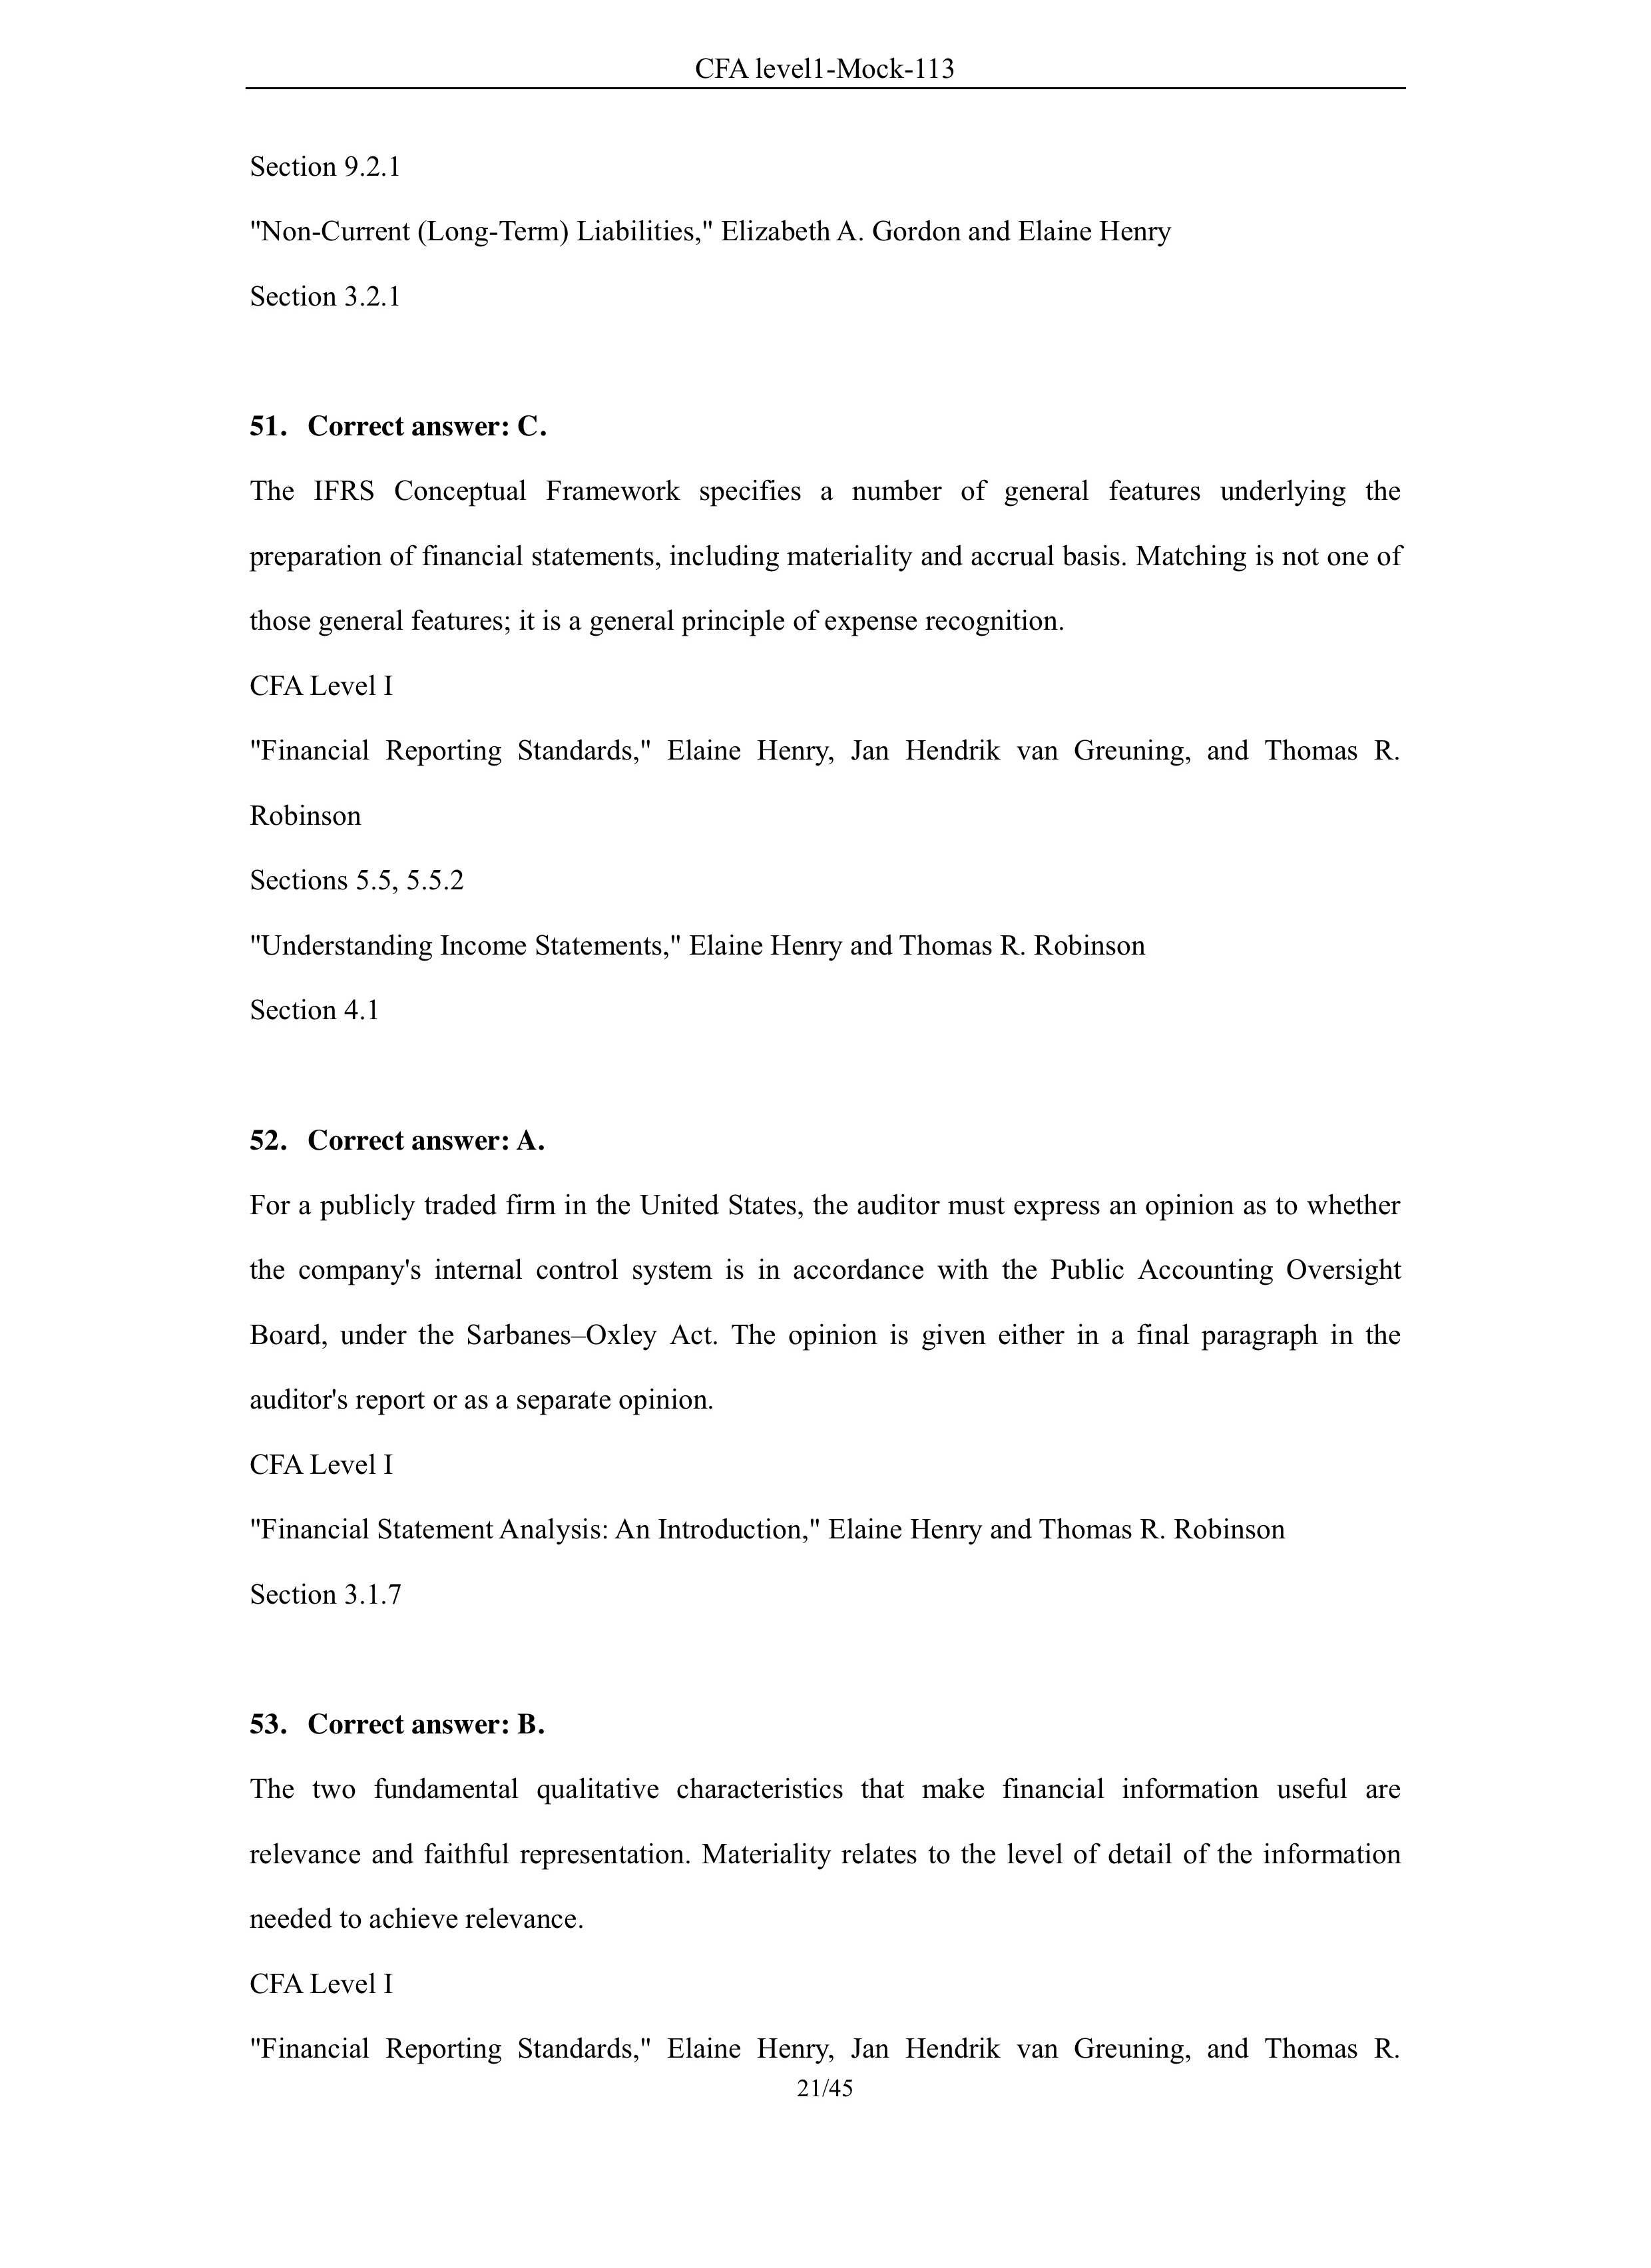 CFA level1-Mock-113
Section 9.2.1
"Non-Current (Long-Term) Liabilities," Elizabeth A. Gordon and Elaine Henry
Section 3.2.1
51. Correct answer: C.
The IFRS Conceptual Framework specifies a number of general features underlying the
preparation of financial statements, including materiality and accrual basis. Matching is not one of
those general features; it is a general principle of expense recognition.
CFA Level I
"Financial Reporting Standards," Elaine Henry, Jan Hendrik van Greuning, and Thomas R.
Robinson
Sections 5.5, 5.5.2
"Understanding Income Statements," Elaine Henry and Thomas R. Robinson
Section 4.1
52. Correct answer: A.
For a publicly traded firm in the United States, the auditor must express an opinion as to whether
the company's internal control system is in accordance with the Public Accounting Oversight
Board, under the Sarbanes–Oxley Act. The opinion is given either in a final paragraph in the
auditor's report or as a separate opinion.
CFA Level I
"Financial Statement Analysis: An Introduction," Elaine Henry and Thomas R. Robinson
Section 3.1.7
53. Correct answer: B.
The two fundamental qualitative characteristics that make financial information useful are
relevance and faithful representation. Materiality relates to the level of detail of the information
needed to achieve relevance.
CFA Level I
"Financial Reporting Standards," Elaine Henry, Jan Hendrik van Greuning, and Thomas R.
21/45